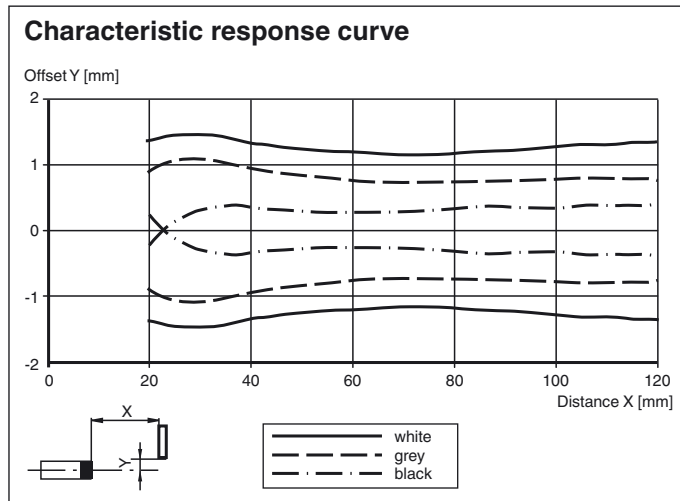 Characteristic response curve
Offset Y [mm]
2
1
0
-1
-2
0 20 40 60 80 100 120
Distance X [mm]
X
Y
white
grey
black